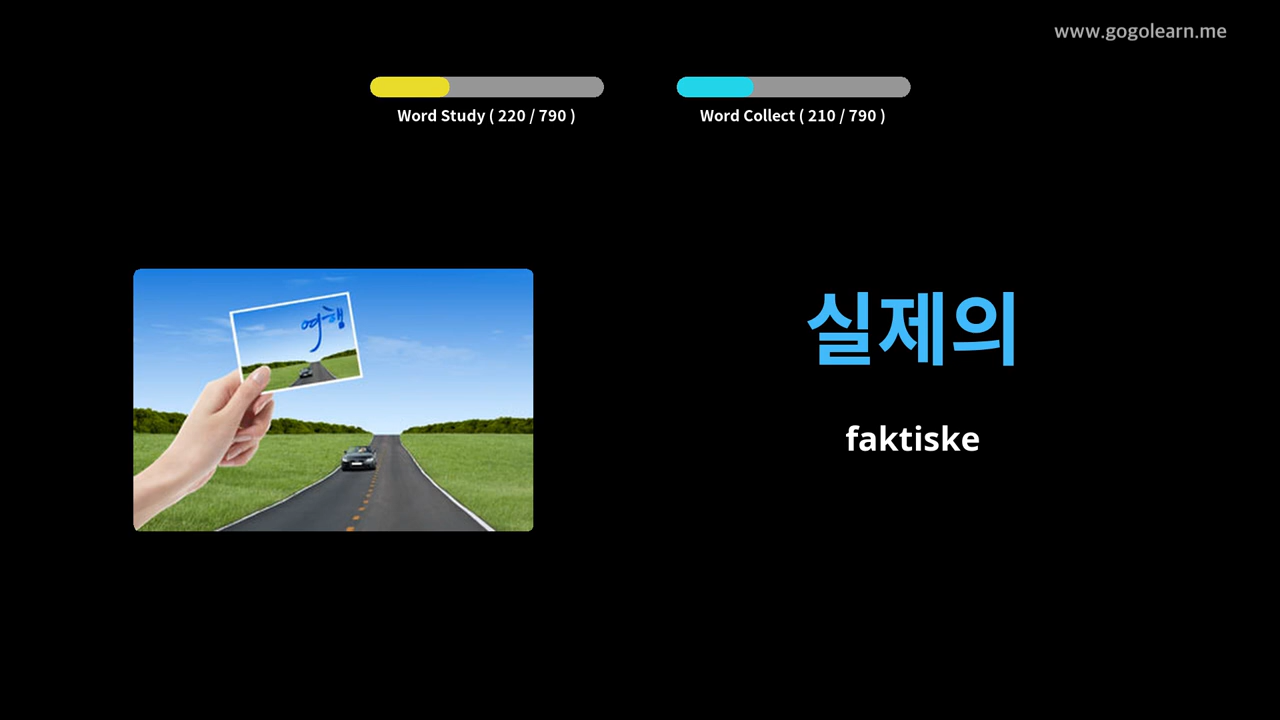 www.gogolearn.me
Word Study ( 220 / 790 )
Word Collect ( 210 / 790 )
여행
실제의
faktiske